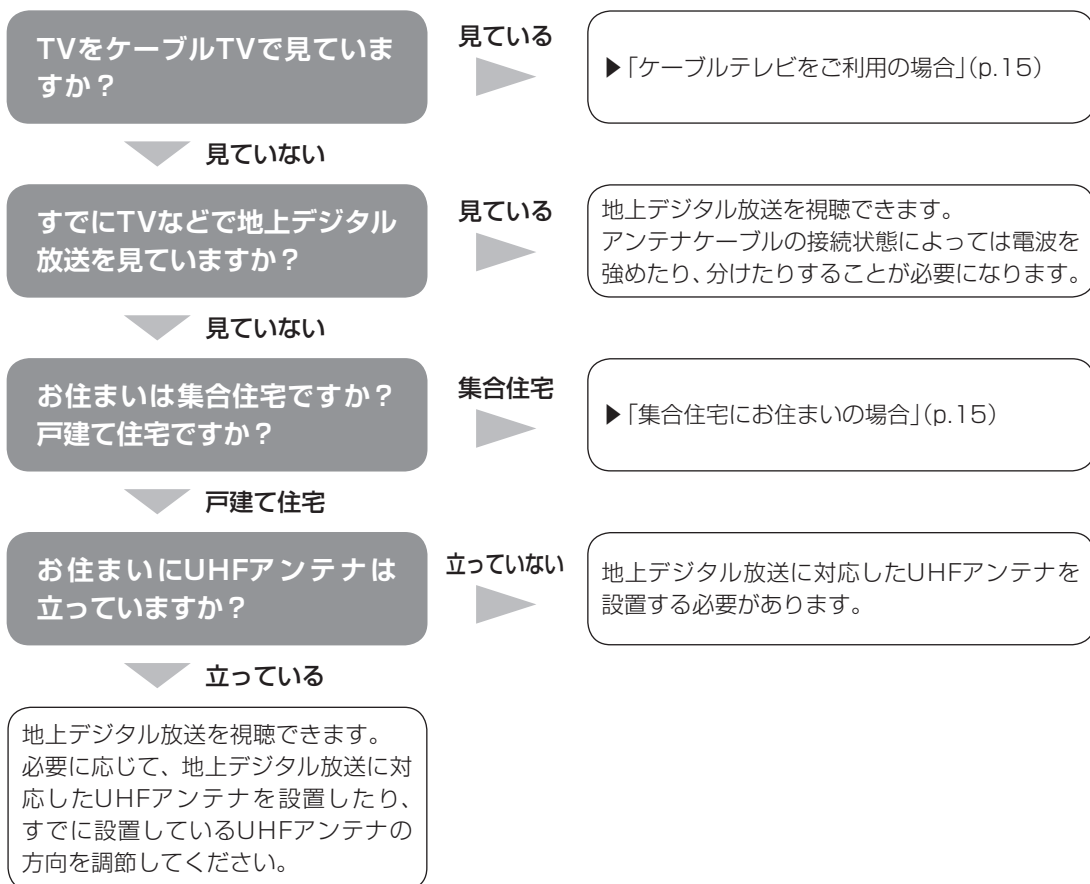 TVをケーブルTVで見ていま
すか？
見ている
▶「ケーブルテレビをご利用の場合」(p.15)
見ていない
すでにTVなどで地上デジタル
放送を見ていますか？
見ている
地上デジタル放送を視聴できます。
アンテナケーブルの接続状態によっては電波を
強めたり、分けたりすることが必要になります。
見ていない
お住まいは集合住宅ですか？
戸建て住宅ですか？
集合住宅
▶「集合住宅にお住まいの場合」(p.15)
戸建て住宅
お住まいにUHFアンテナは
立っていますか？
立っていない
地上デジタル放送に対応したUHFアンテナを
設置する必要があります。
立っている
地上デジタル放送を視聴できます。
必要に応じて、地上デジタル放送に対
応したUHFアンテナを設置したり、
すでに設置しているUHFアンテナの
方向を調節してください。